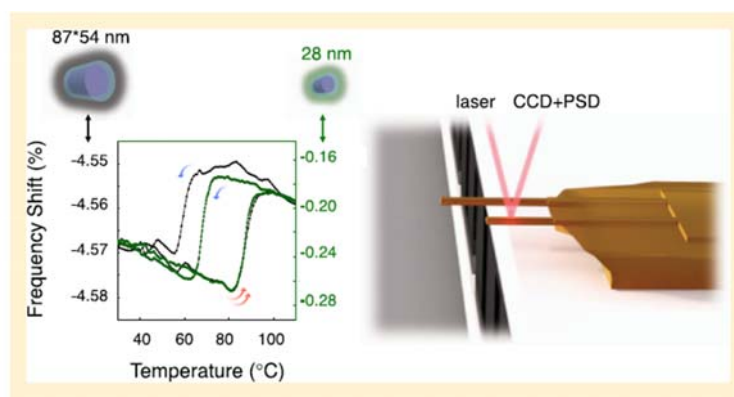 87*54 nm
28 nm
laser CCD+PSD
Frequency Shift (%)
-4.55
-4.56
-4.57
-4.58
-0.16
-0.20
-0.24
-0.28
40 60 80 100
Temperature (°C)